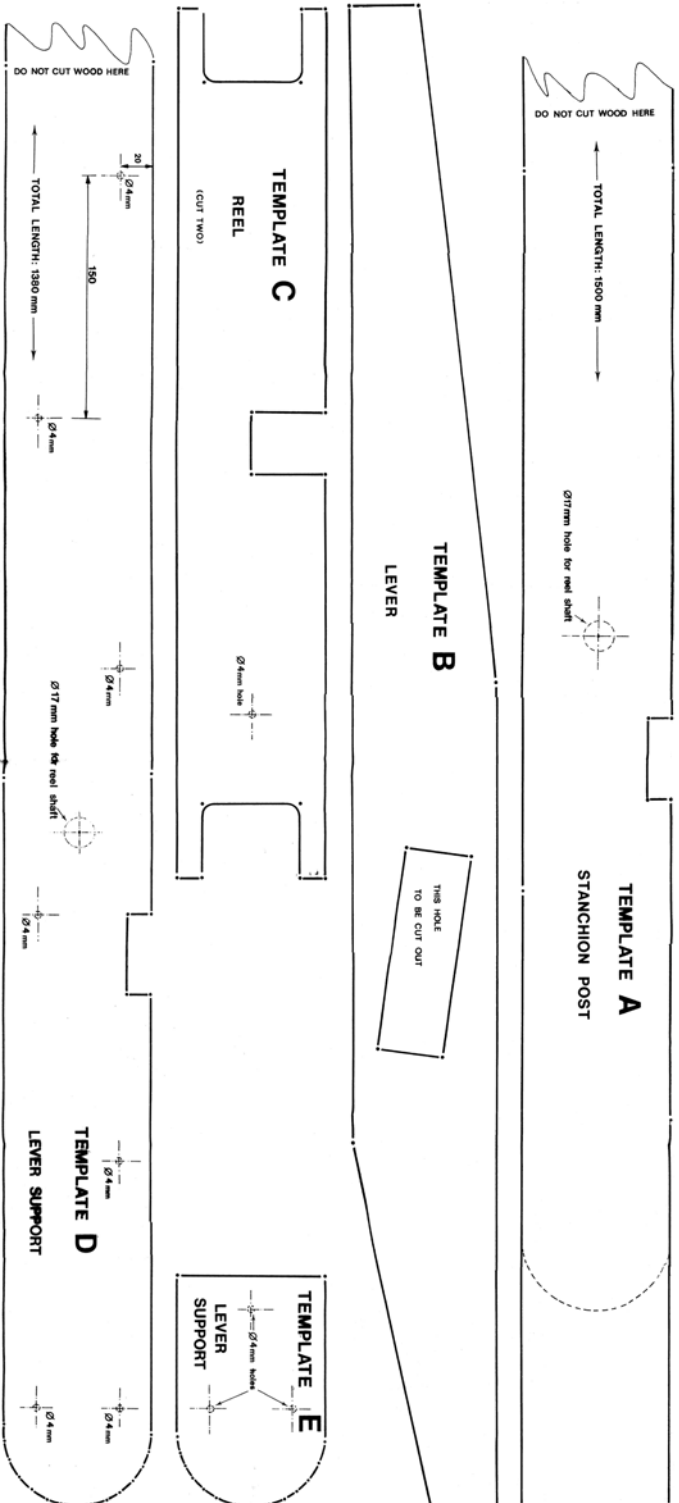 DO NOT CUT WOOD HERE
TOTAL LENGTH: 1500 mm
Ø17mm hole for reel shaft
TEMPLATE A
STANCHION POST
TEMPLATE B
LEVER
THIS HOLE
TO BE CUT OUT
TEMPLATE C
REEL
(CUT TWO)
Ø4mm hole
TEMPLATE E
LEVER
SUPPORT
Ø4mm holes
DO NOT CUT WOOD HERE
20
Ø4mm
150
TOTAL LENGTH: 1380 mm
Ø4mm
Ø4mm
Ø17mm hole for reel shaft
Ø4mm
Ø4mm
TEMPLATE D
LEVER SUPPORT
Ø4mm
Ø4mm